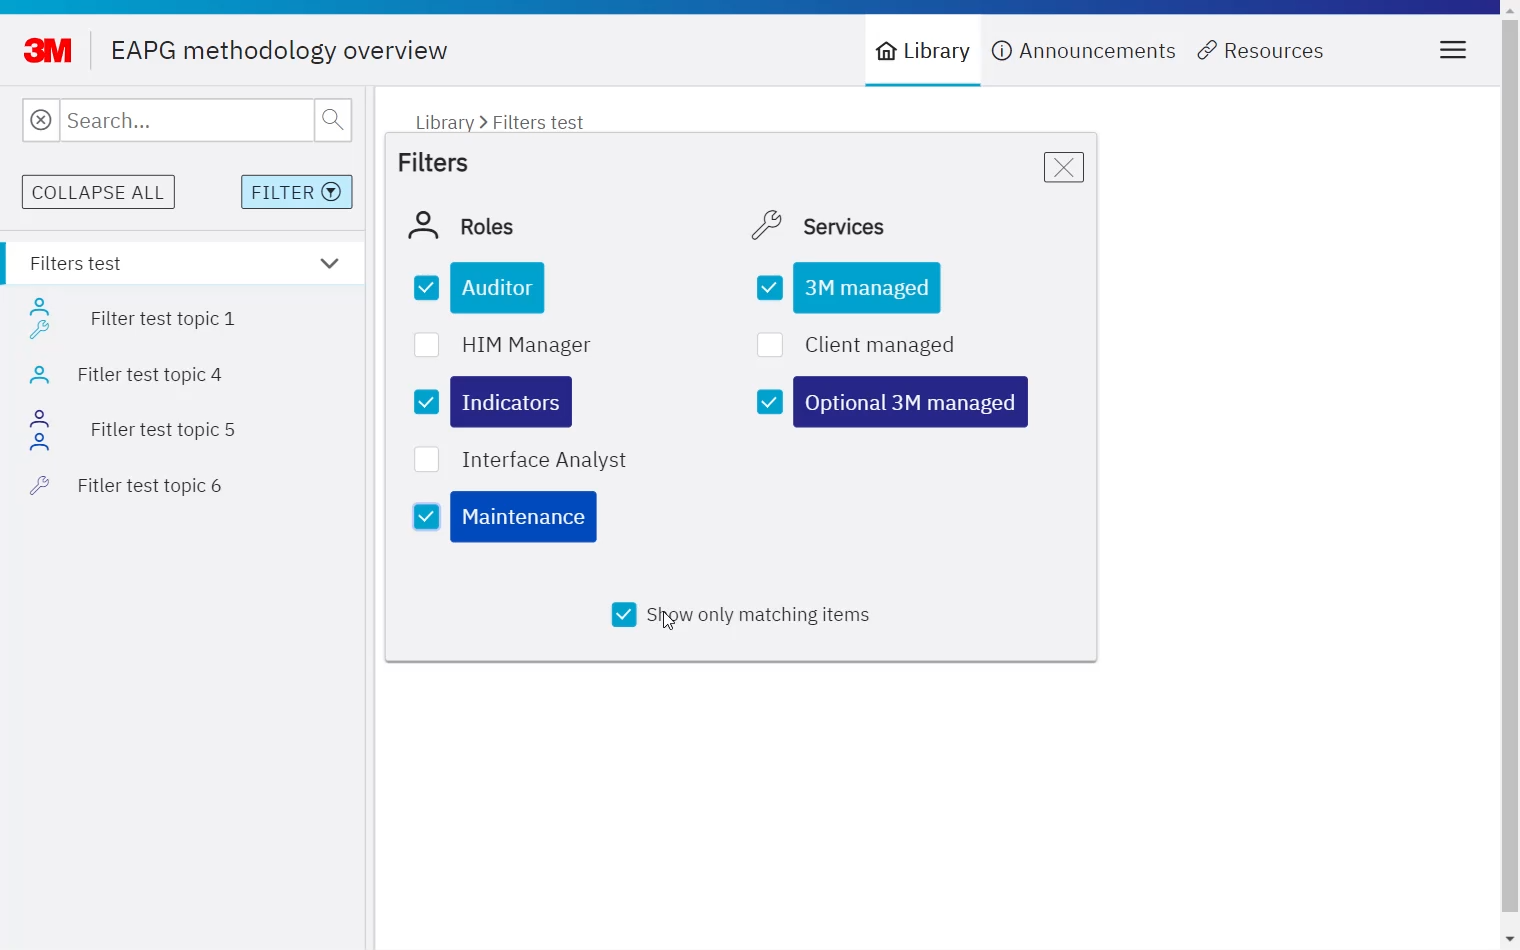 3M
EAPG methodology overview
Library
Announcements
Resources
Search...
COLLAPSE ALL
FILTER
Filters test
Filter test topic 1
Fitler test topic 4
Fitler test topic 5
Fitler test topic 6
Library > Filters test
Filters
Roles
Auditor
HIM Manager
Indicators
Interface Analyst
Maintenance
Services
3M managed
Client managed
Optional 3M managed
Show only matching items